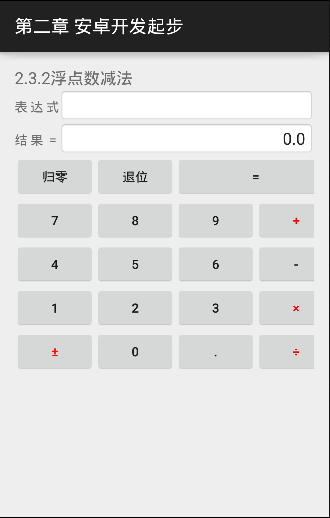 第二章 安卓开发起步
2.3.2浮点数减法
表达式
结果 = 0.0
归零 退位 =
7 8 9 +
4 5 6 -
1 2 3 ×
± 0 . ÷